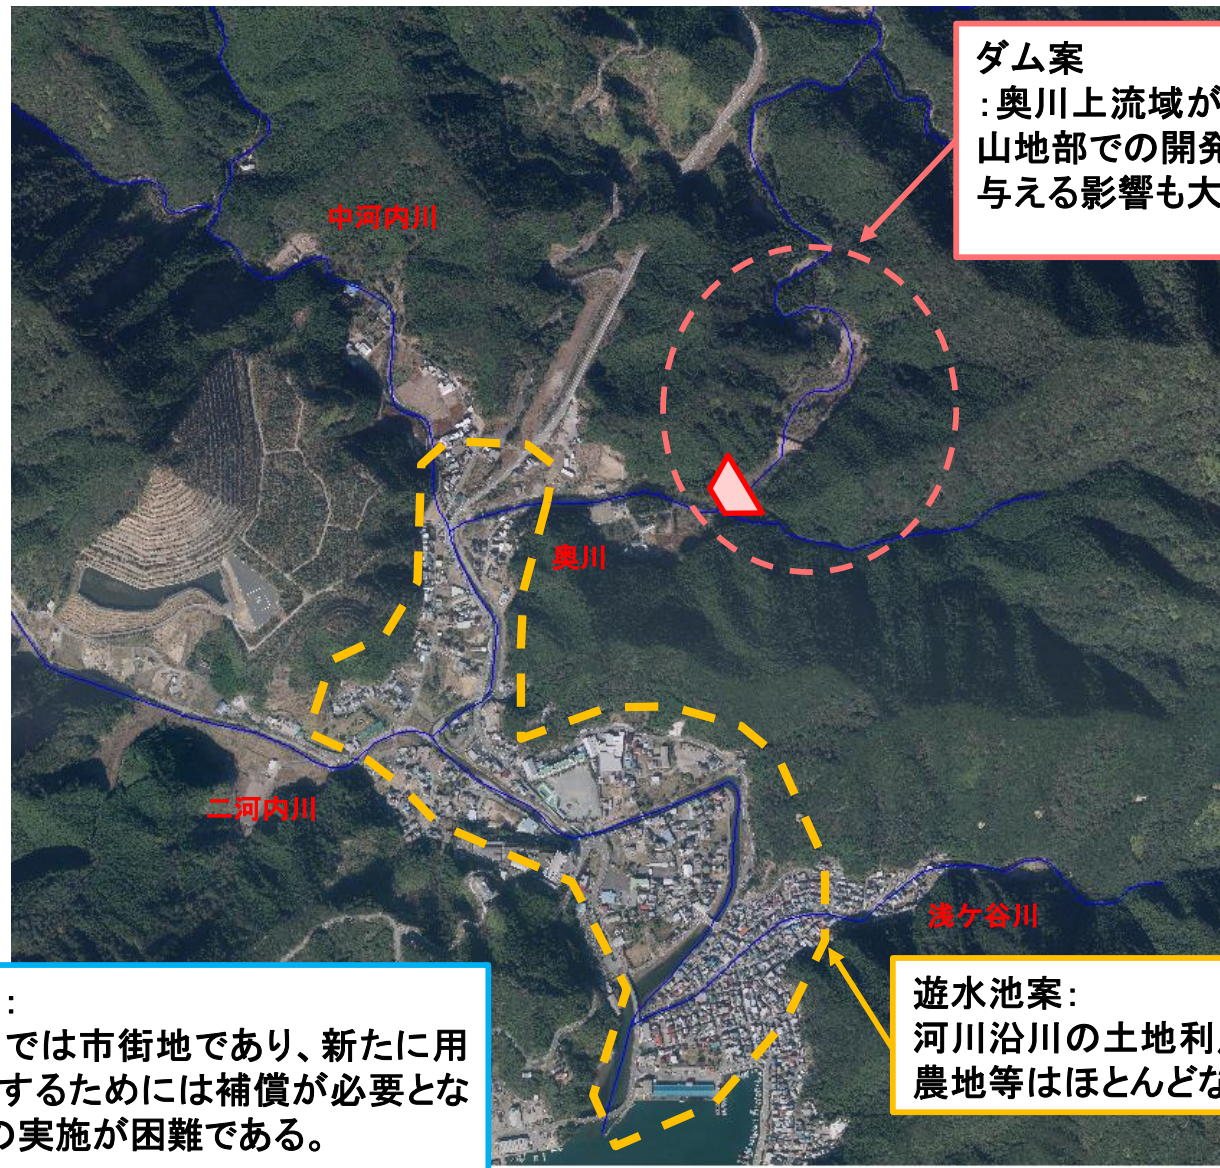 ダム案
：奥川上流域が
山地部での開発
与える影響も大
中河内川
奥川
二河内川
浅ケ谷川
：
では市街地であり、新たに用
するためには補償が必要とな
の実施が困難である。
遊水池案：
河川沿川の土地利
農地等はほとんどな